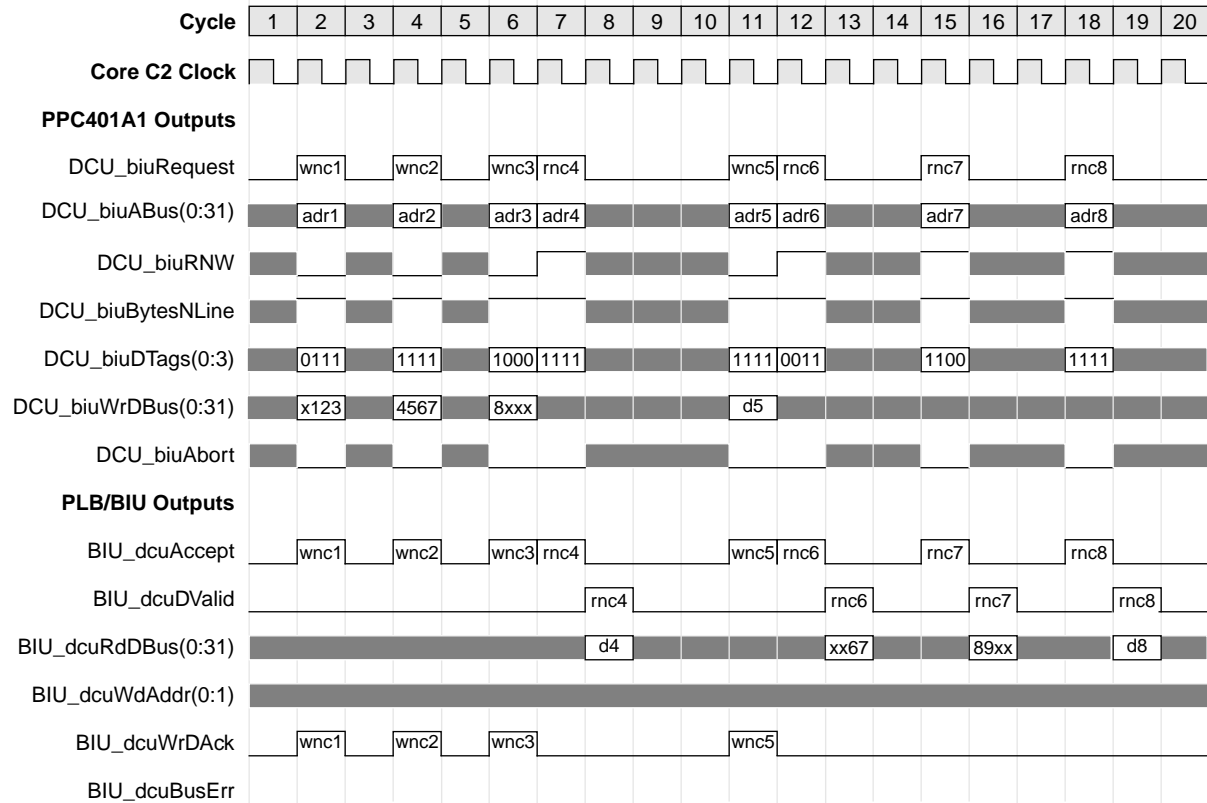 Cycle 1 2 3 4 5 6 7 8 9 10 11 12 13 14 15 16 17 18 19 20
Core C2 Clock
PPC401A1 Outputs
DCU_biuRequest wnc1 wnc2 wnc3 rnc4 wnc5 rnc6 rnc7 rnc8
DCU_biuABus(0:31) adr1 adr2 adr3 adr4 adr5 adr6 adr7 adr8
DCU_biuRNW
DCU_biuBytesNLine
DCU_biuDTags(0:3) 0111 1111 1000 1111 1111 0011 1100 1111
DCU_biuWrDBus(0:31) x123 4567 8xxx d5
DCU_biuAbort
PLB/BIU Outputs
BIU_dcuAccept wnc1 wnc2 wnc3 rnc4 wnc5 rnc6 rnc7 rnc8
BIU_dcuDValid rnc4 rnc6 rnc7 rnc8
BIU_dcuRdDBus(0:31) d4 xx67 89xx d8
BIU_dcuWdAddr(0:1)
BIU_dcuWrDAck wnc1 wnc2 wnc3 wnc5
BIU_dcuBusErr